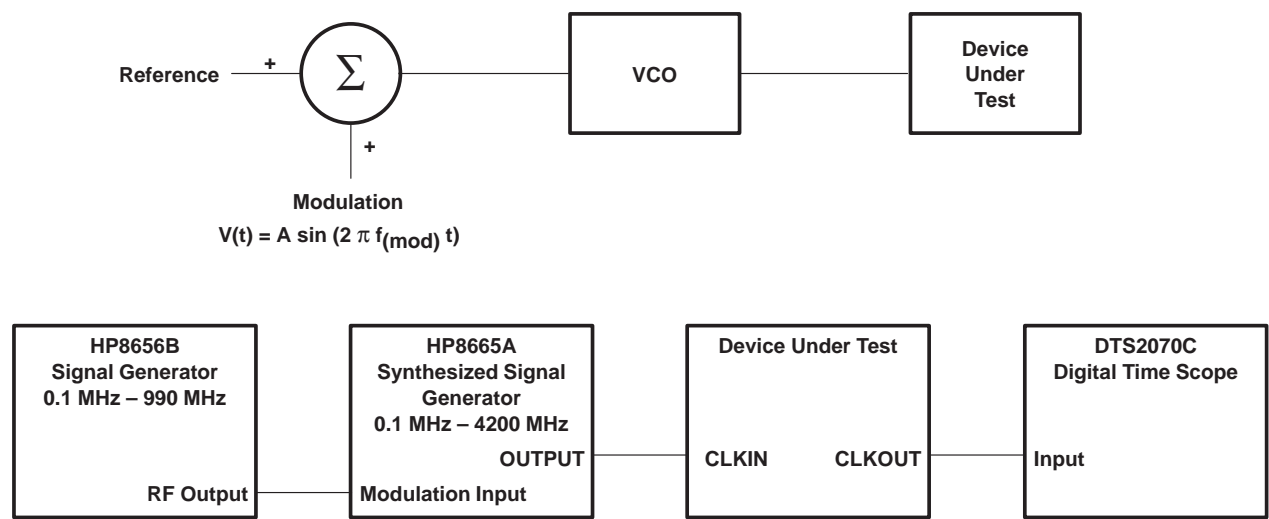 Reference
+
Σ
+
VCO
Device
Under
Test
Modulation
V(t) = A sin (2 π f(mod) t)
HP8656B
Signal Generator
0.1 MHz – 990 MHz
RF Output
HP8665A
Synthesized Signal
Generator
0.1 MHz – 4200 MHz
OUTPUT
Modulation Input
Device Under Test
CLKIN
CLKOUT
DTS2070C
Digital Time Scope
Input